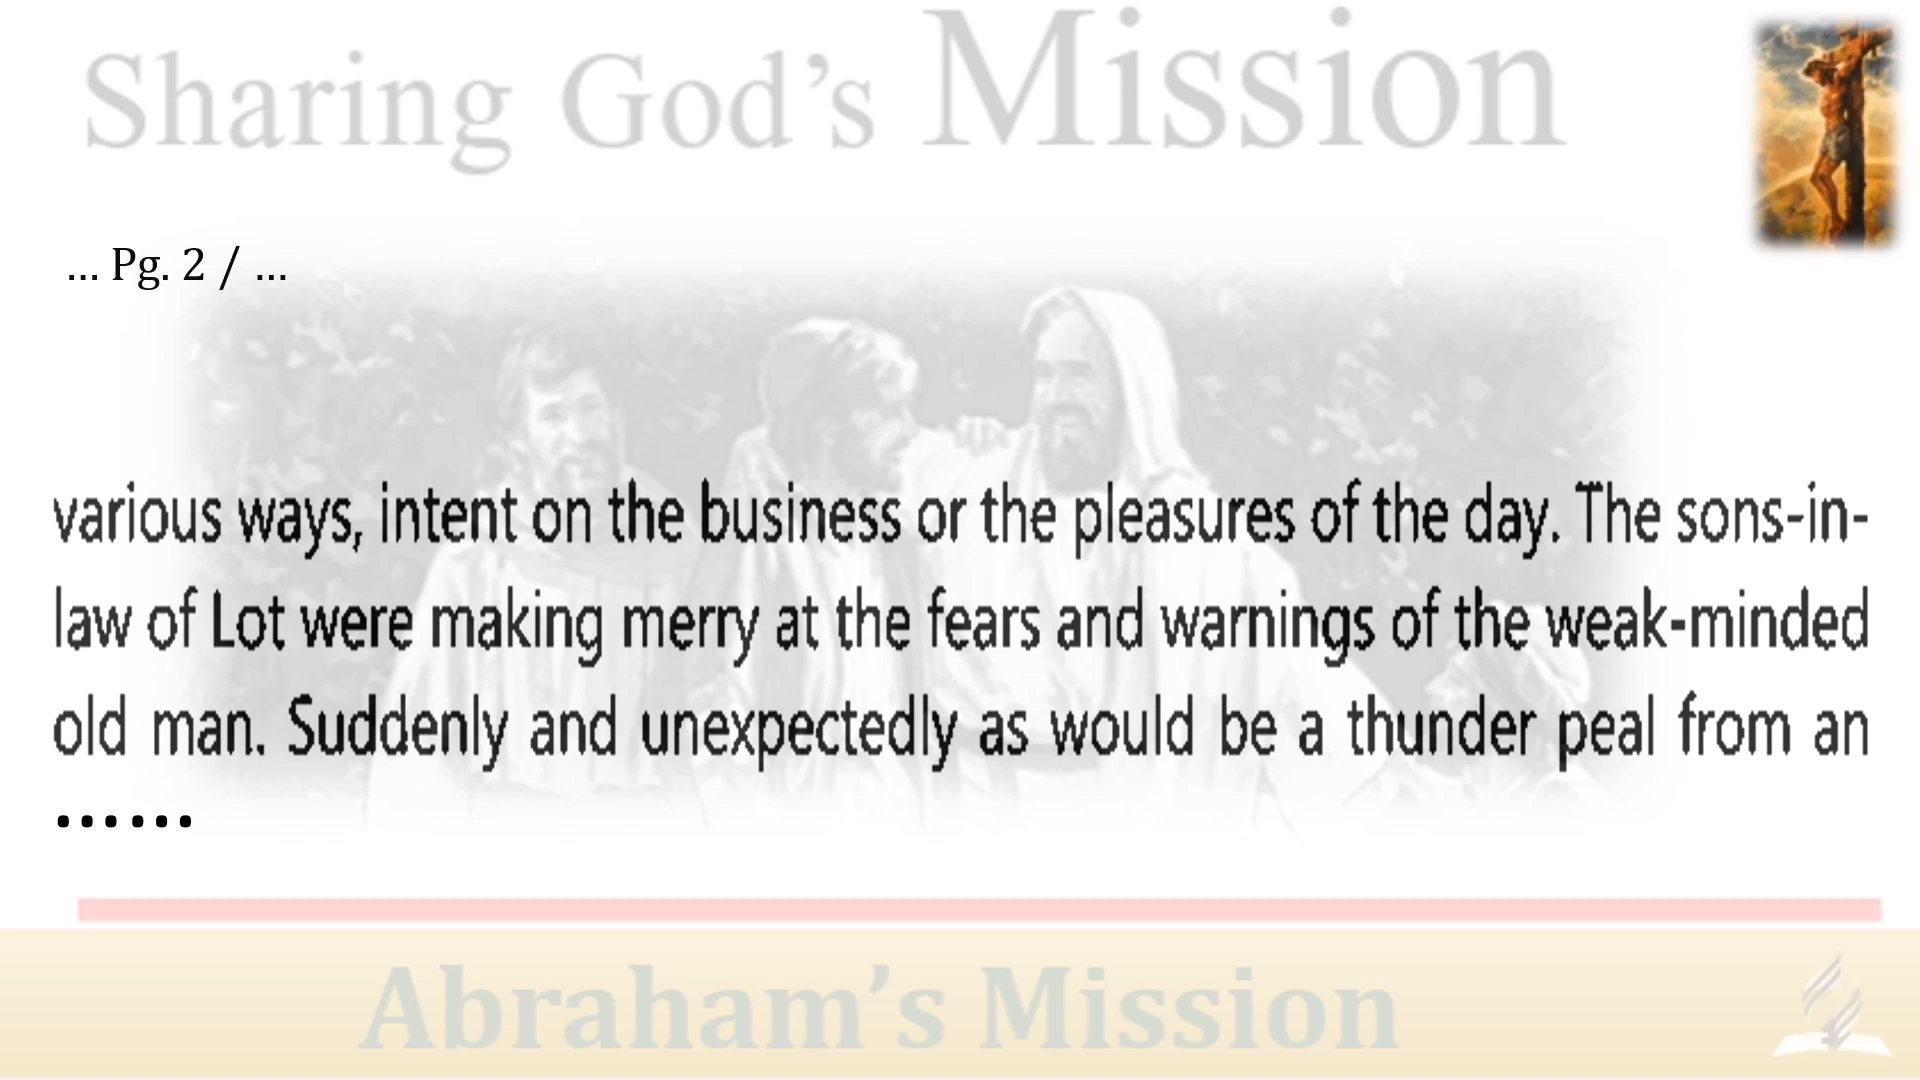 Sharing God’s Mission
... Pg. 2 / ...
various ways, intent on the business or the pleasures of the day. The sons-in-
law of Lot were making merry at the fears and warnings of the weak-minded
old man. Suddenly and unexpectedly as would be a thunder peal from an
......
Abraham’s Mission